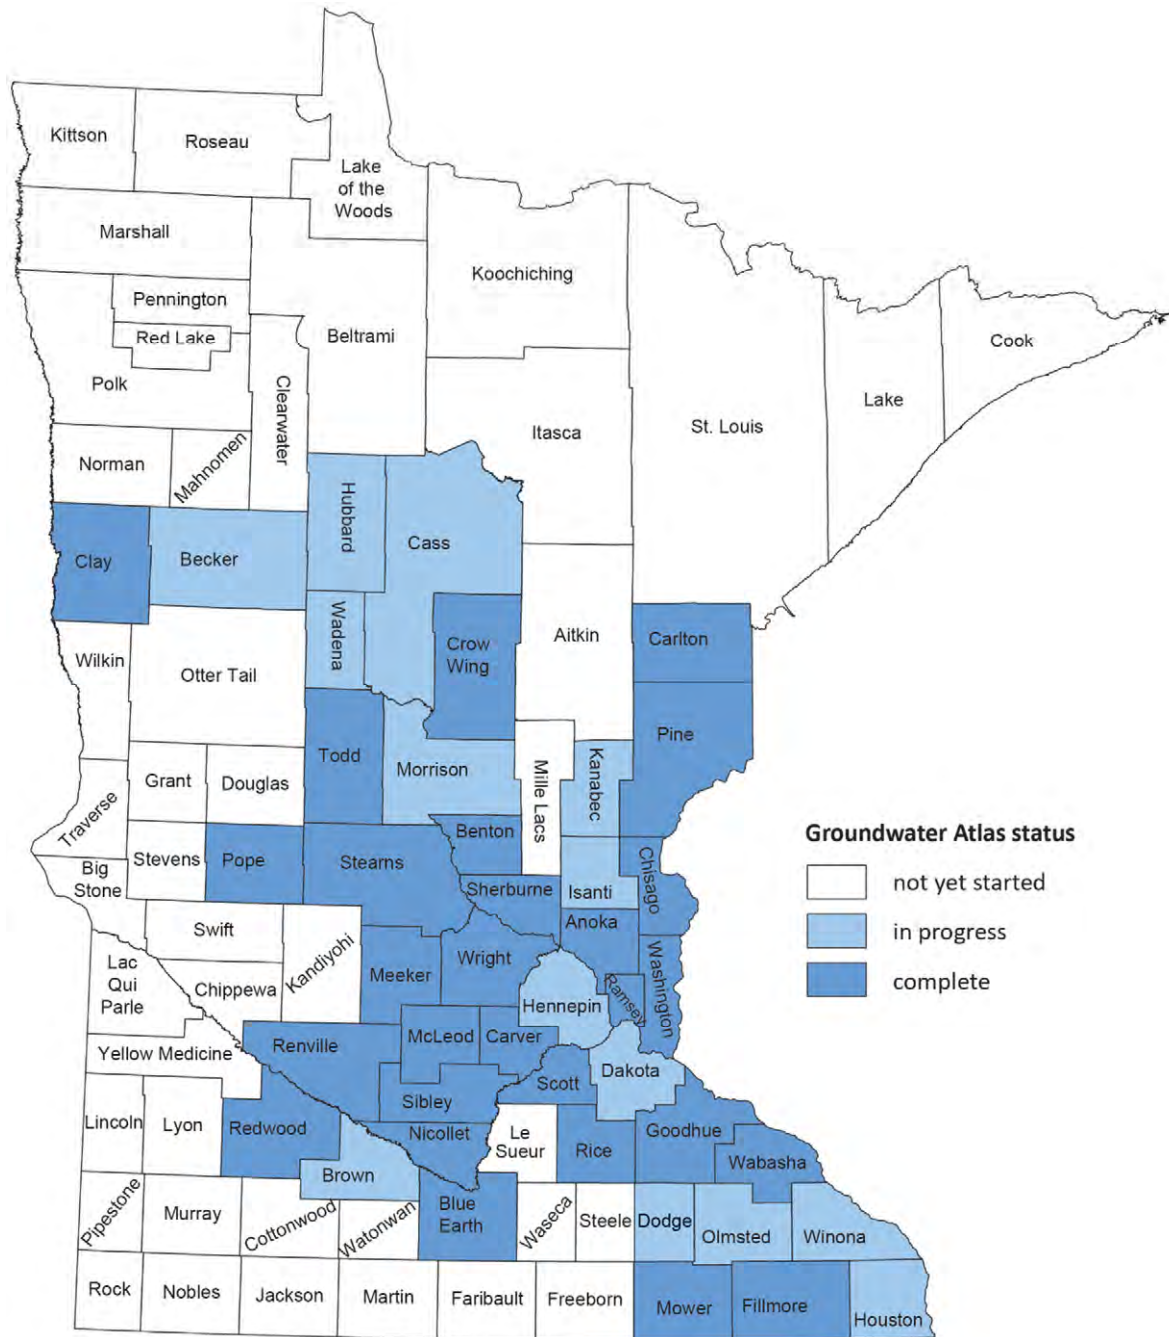 Kittson
Roseau
Lake
of the
Woods
Marshall
Koochiching
Pennington
Red Lake
Beltrami
Cook
Polk
Clearwater
Lake
St. Louis
Itasca
Norman
Mahnomen
Hubbard
Cass
Clay
Becker
Wadena
Crow
Wing
Aitkin
Carlton
Wilkin
Otter Tail
Pine
Todd
Morrison
Mille Lacs
Kanabec
Grant
Douglas
Traverse
Benton
Stevens
Pope
Stearns
Big
Stone
Sherburne
Isanti
Chisago
Anoka
Swift
Kandiyohi
Wright
Meeker
Washington
Lac
Qui
Parle
Chippewa
Ramsey
Hennepin
McLeod
Carver
Renville
Yellow Medicine
Dakota
Scott
Sibley
Lincoln
Lyon
Redwood
Nicollet
Le
Sueur
Rice
Goodhue
Wabasha
Brown
Pipestone
Murray
Cottonwood
Watonwan
Blue
Earth
Waseca
Steele
Dodge
Olmsted
Winona
Rock
Nobles
Jackson
Martin
Faribault
Freeborn
Mower
Fillmore
Houston
Groundwater Atlas status
not yet started
in progress
complete